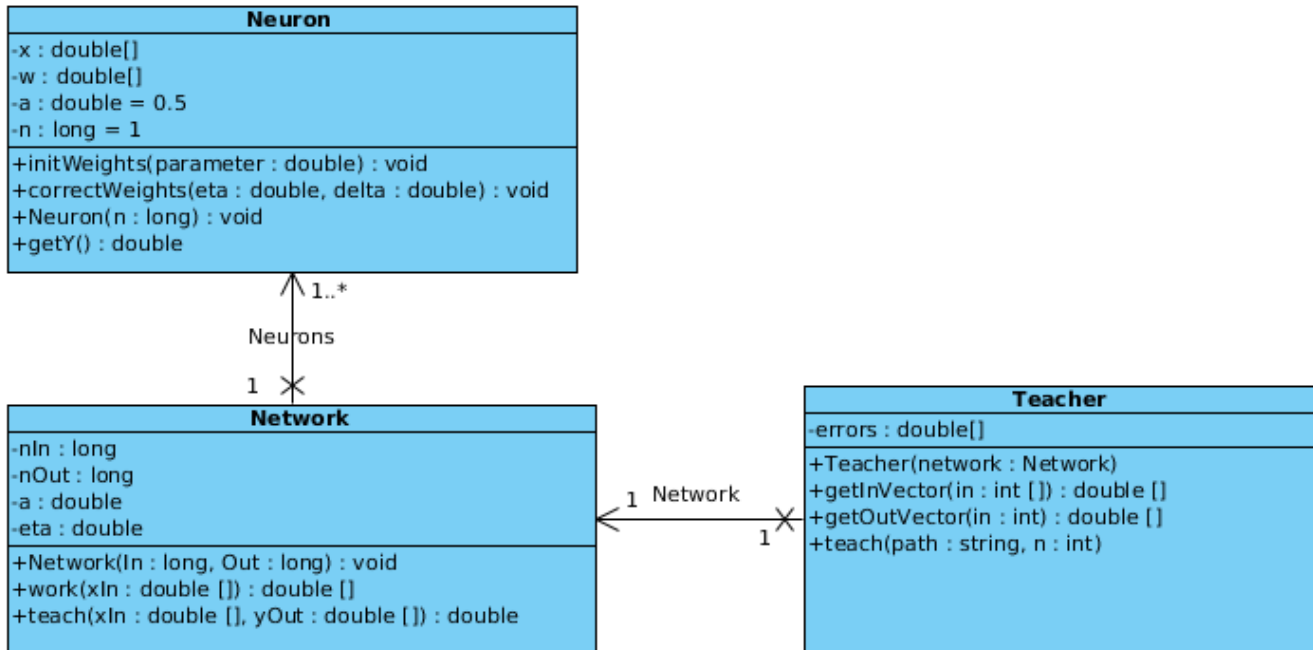 Neuron
-x : double[]
-w : double[]
-a : double = 0.5
-n : long = 1
+initWeights(parameter : double) : void
+correctWeights(eta : double, delta : double) : void
+Neuron(n : long) : void
+getY() : double
1..*
Neurons
1
Network
-nIn : long
-nOut : long
-a : double
-eta : double
+Network(In : long, Out : long) : void
+work(xIn : double []) : double []
+teach(xIn : double [], yOut : double []) : double
1
Network
1
Teacher
-errors : double[]
+Teacher(network : Network)
+getInVector(in : int []) : double []
+getOutVector(in : int) : double []
+teach(path : string, n : int)